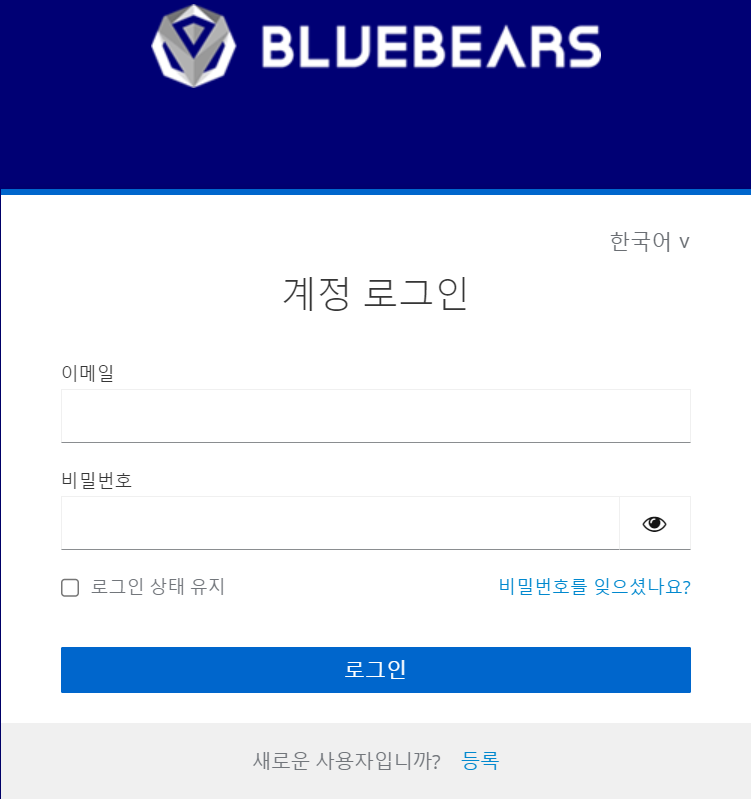 BLUEBEARS
한국어 v
계정 로그인
이메일
비밀번호
로그인 상태 유지 비밀번호를 잊으셨나요?
로그인
새로운 사용자입니까? 등록